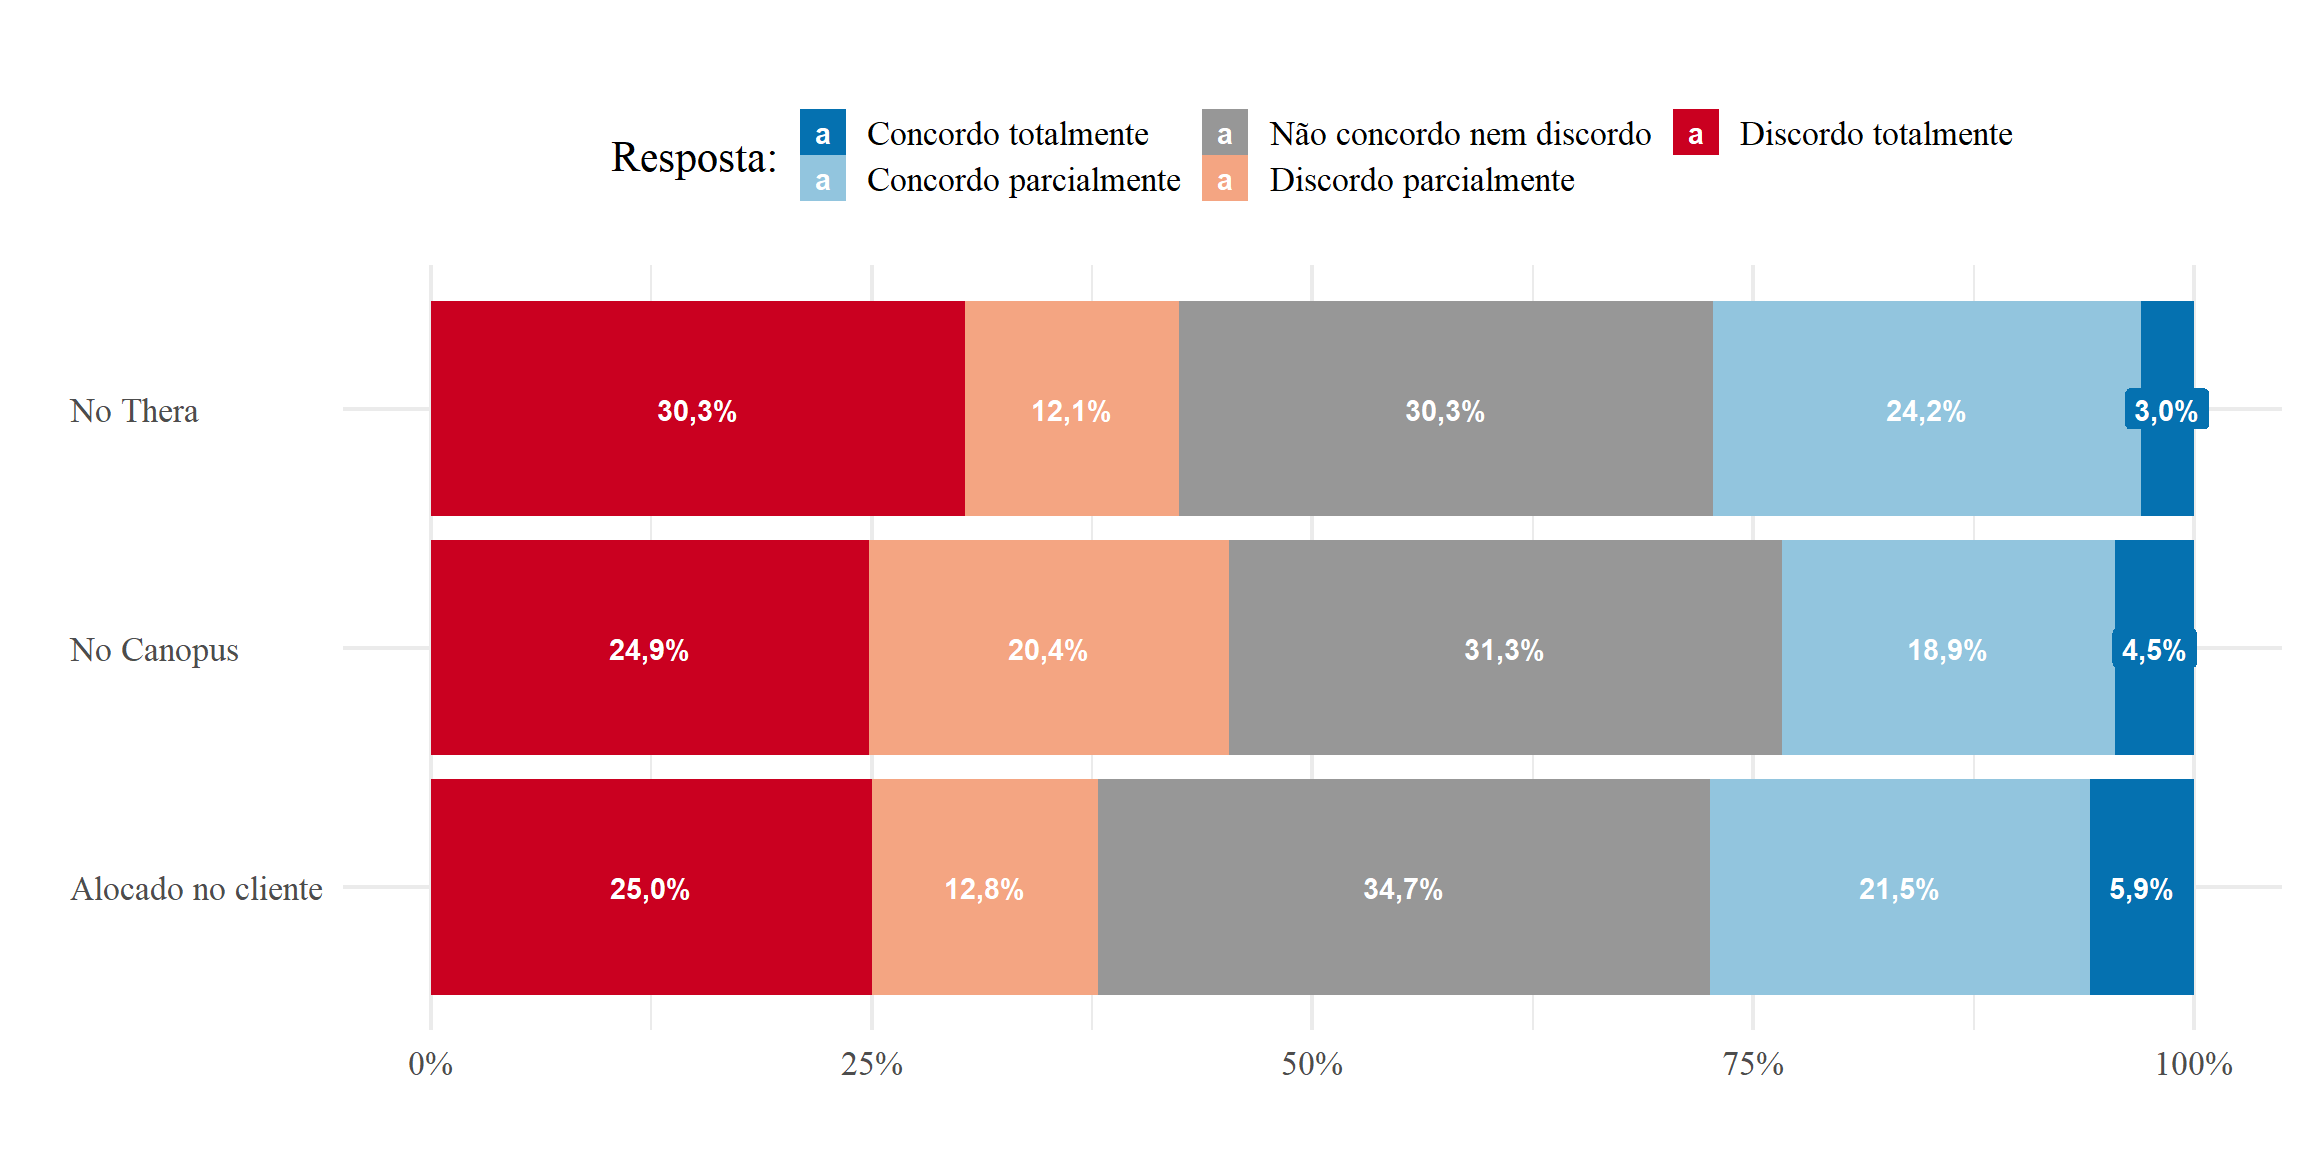 Resposta:
a Concordo totalmente a Não concordo nem discordo a Discordo totalmente
a Concordo parcialmente a Discordo parcialmente
No Thera 30,3% 12,1% 30,3% 24,2% 3,0%
No Canopus 24,9% 20,4% 31,3% 18,9% 4,5%
Alocado no cliente 25,0% 12,8% 34,7% 21,5% 5,9%
0% 25% 50% 75% 100%